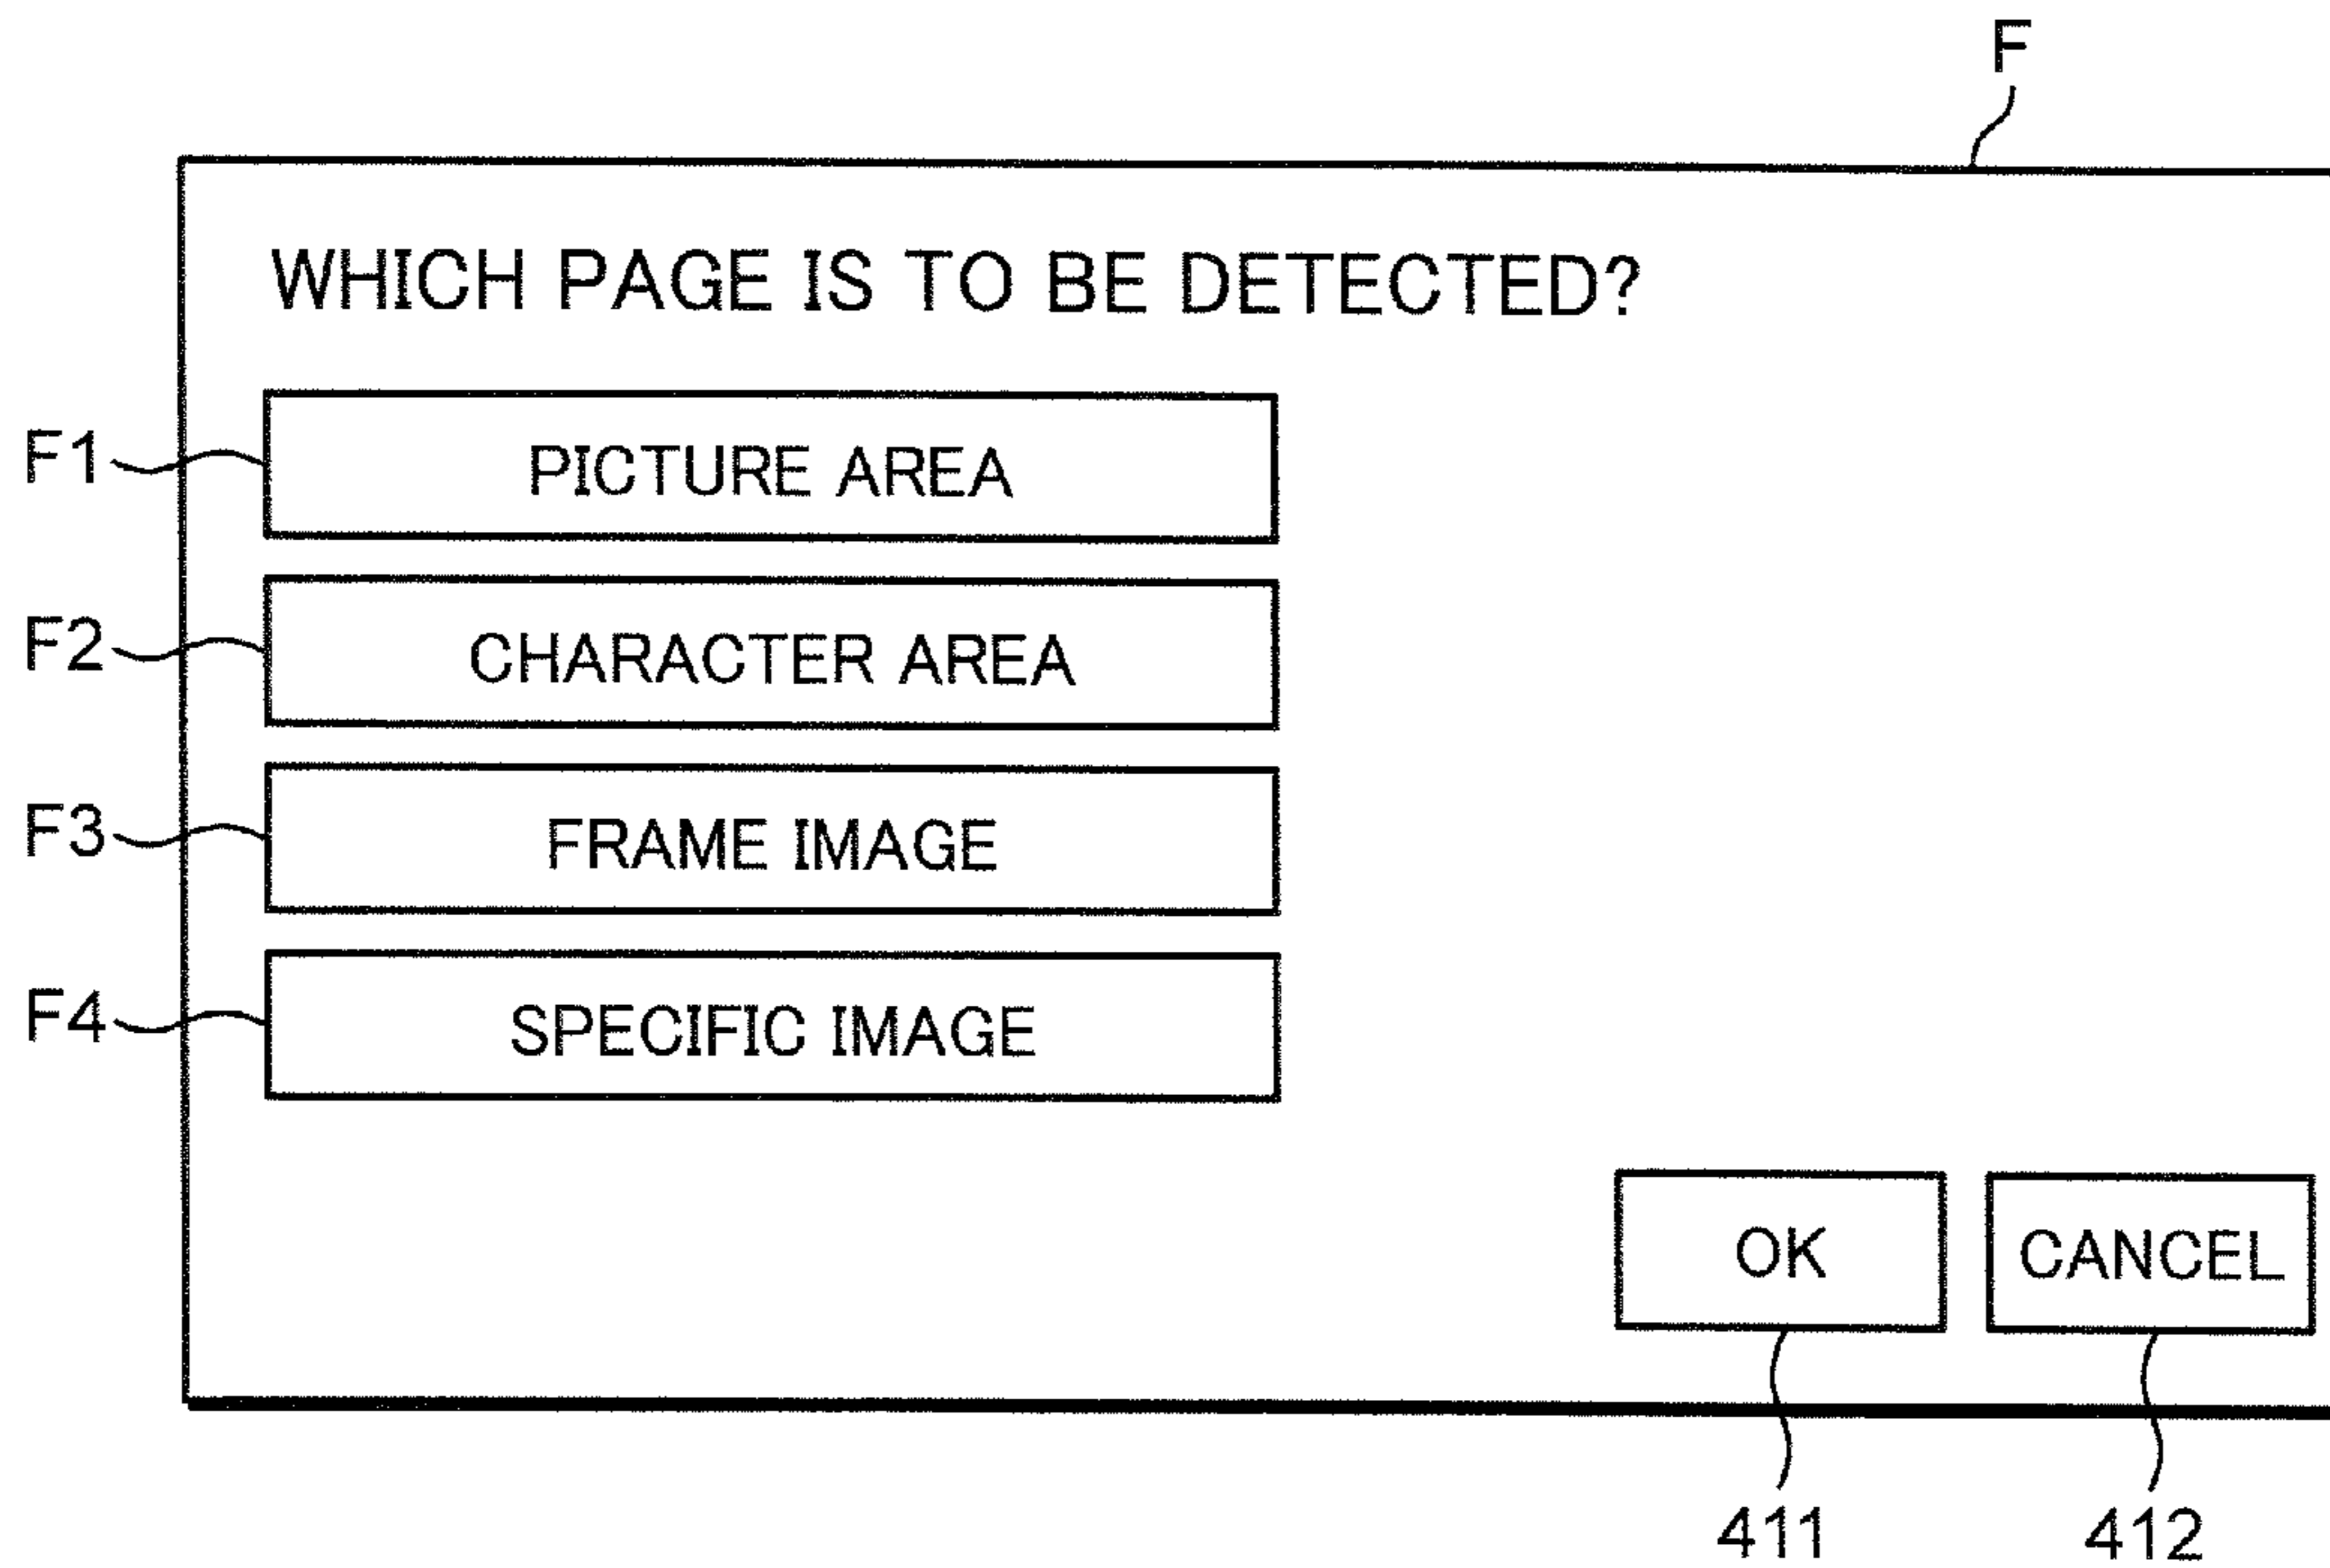 F
WHICH PAGE IS TO BE DETECTED?
F1 PICTURE AREA
F2 CHARACTER AREA
F3 FRAME IMAGE
F4 SPECIFIC IMAGE
OK CANCEL
411 412